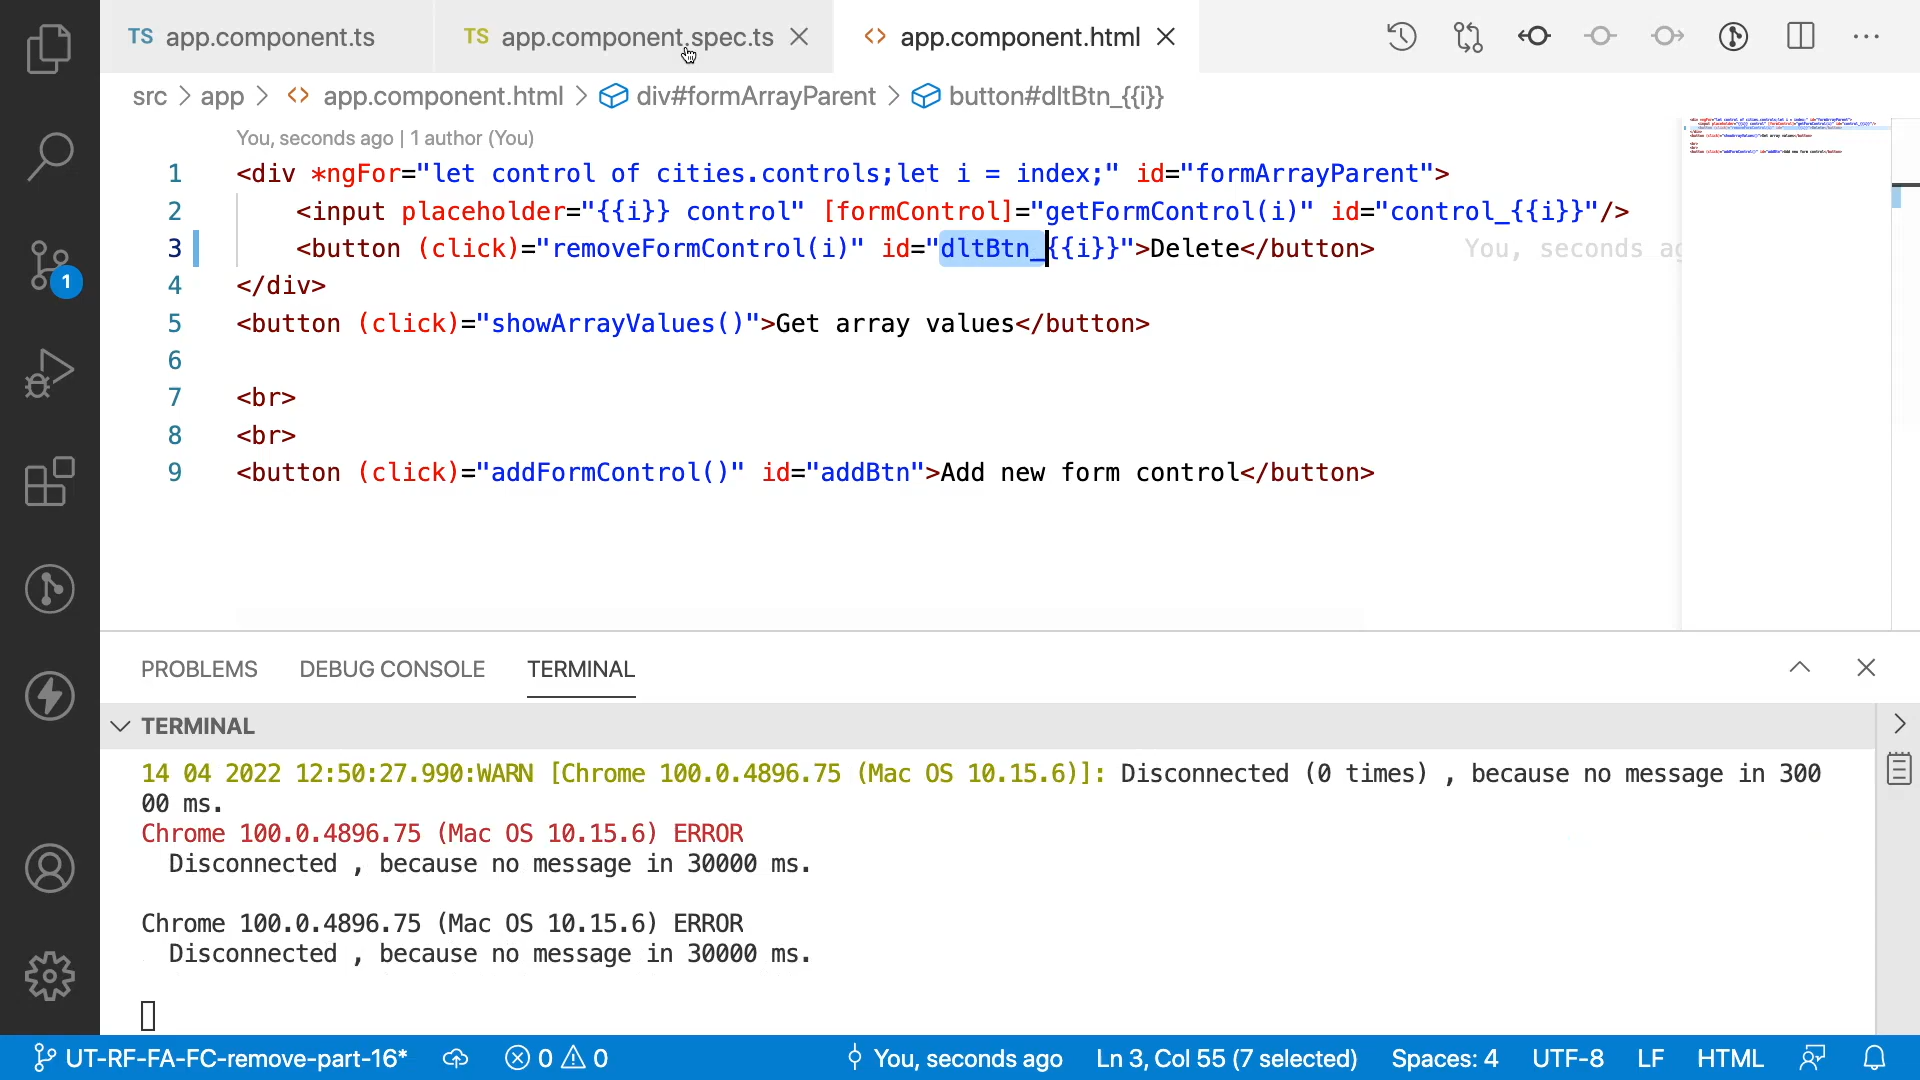 TS app.component.ts
TS app.component.spec.ts
<> app.component.html
src > app > <> app.component.html > div#formArrayParent > button#dltBtn_{{i}}
You, seconds ago | 1 author (You)
1 <div *ngFor="let control of cities.controls;let i = index;" id="formArrayParent">
2 <input placeholder="{{i}} control" [formControl]="getFormControl(i)" id="control_{{i}}"/>
3 <button (click)="removeFormControl(i)" id="dltBtn_{{i}}">Delete</button> You, seconds ag
4 </div>
5 <button (click)="showArrayValues()">Get array values</button>
6
7 <br>
8 <br>
9 <button (click)="addFormControl()" id="addBtn">Add new form control</button>
1
PROBLEMS DEBUG CONSOLE TERMINAL
TERMINAL
14 04 2022 12:50:27.990:WARN [Chrome 100.0.4896.75 (Mac OS 10.15.6)]: Disconnected (0 times) , because no message in 300
00 ms.
Chrome 100.0.4896.75 (Mac OS 10.15.6) ERROR
Disconnected , because no message in 30000 ms.
Chrome 100.0.4896.75 (Mac OS 10.15.6) ERROR
Disconnected , because no message in 30000 ms.
UT-RF-FA-FC-remove-part-16* 0 0 You, seconds ago Ln 3, Col 55 (7 selected) Spaces: 4 UTF-8 LF HTML